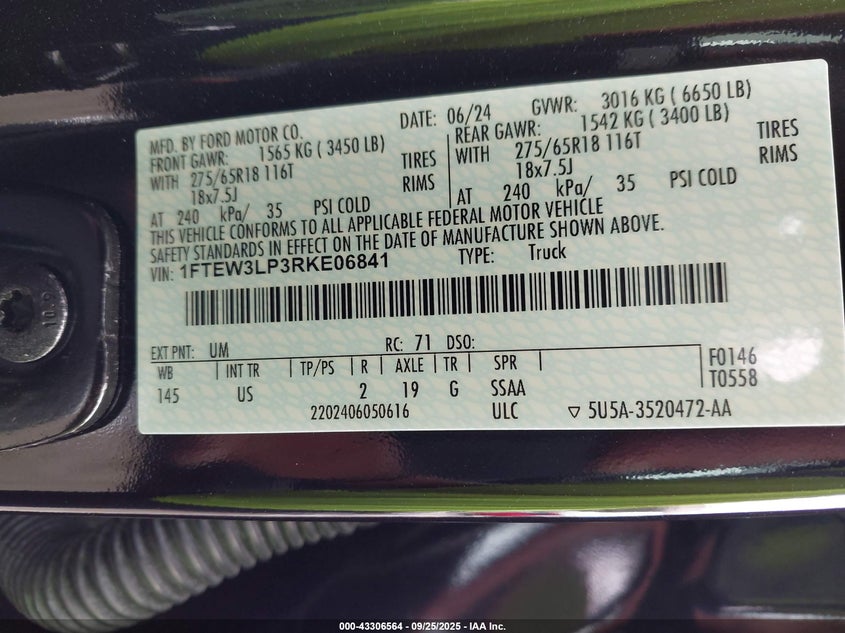 MFD. BY FORD MOTOR CO.
DATE: 06/24 GVWR: 3016 KG ( 6650 LB)
FRONT GAWR: 1565 KG ( 3450 LB)
WITH 275/65R18 116T TIRES
18x7.5J RIMS
AT 240 kPa/ 35 PSI COLD
REAR GAWR: 1542 KG ( 3400 LB)
WITH 275/65R18 116T TIRES
18x7.5J RIMS
AT 240 kPa/ 35 PSI COLD
THIS VEHICLE CONFORMS TO ALL APPLICABLE FEDERAL MOTOR VEHICLE
SAFETY STANDARDS IN EFFECT ON THE DATE OF MANUFACTURE SHOWN ABOVE.
VIN: 1FTEW3LP3RKE06841 TYPE: Truck
EXT PNT: UM RC: 71 DSO:
WB INT TR TP/PS R AXLE TR SPR
145 US 2 19 G SSAA
F0146
T0558
2202406050616 ULC ▽ 5U5A-3520472-AA
10.9
000-43306564 - 09/25/2025 - IAA Inc.